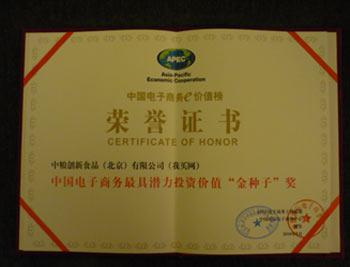 APEC
Asia-Pacific
Economic Cooperation
中国电子商务e价值榜
荣誉证书
CERTIFICATE OF HONOR
中粮创新食品（北京）有限公司（我买网）
中国电子商务最具潜力投资价值“金种子”奖